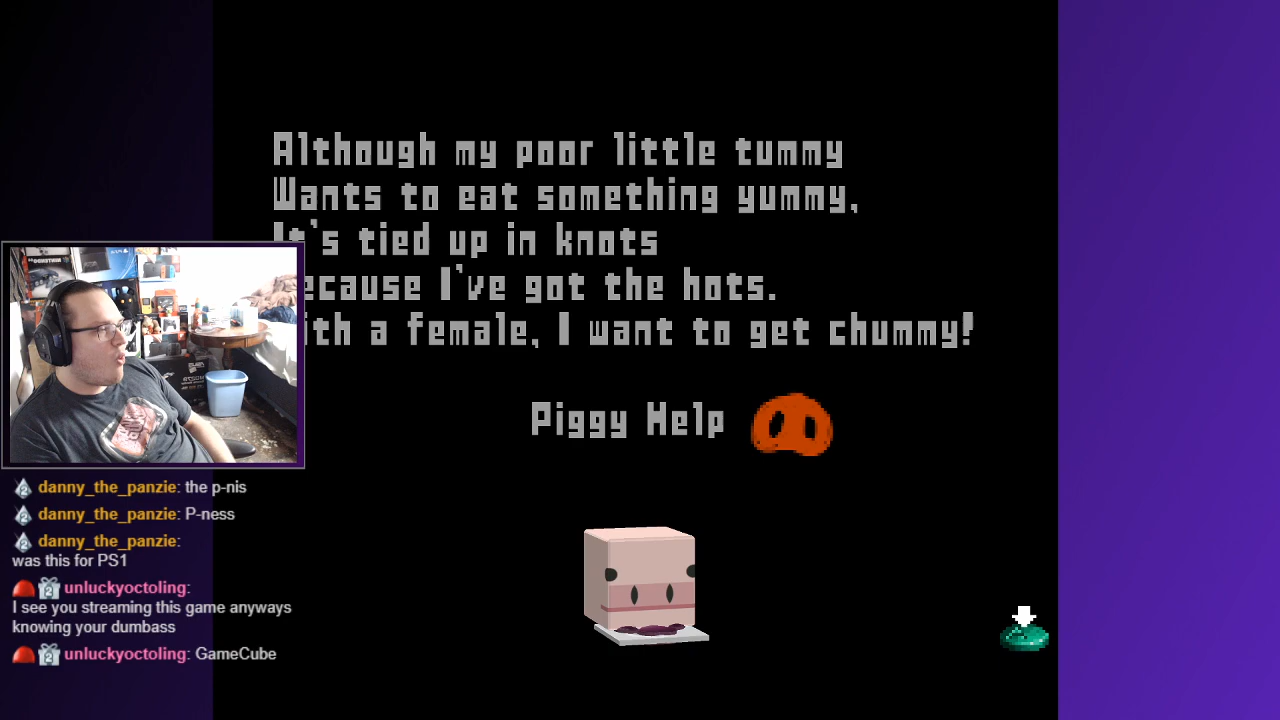 Although my poor little tummy
Wants to eat something yummy,
It's tied up in knots
ecause I've got the hots.
ith a female, I want to get chummy!
Piggy Help
danny_the_panzie: the p-nis
danny_the_panzie: P-ness
danny_the_panzie:
was this for PS1
unluckyoctoling:
I see you streaming this game anyways
knowing your dumbass
unluckyoctoling: GameCube